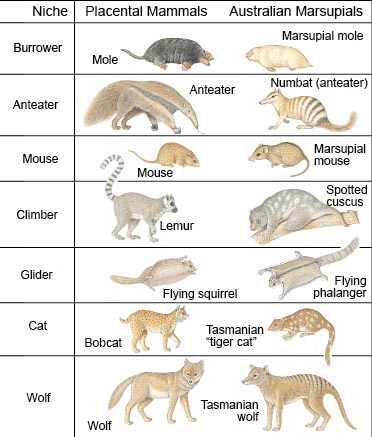 Niche Placental Mammals Australian Marsupials
Burrower
Mole
Marsupial mole
Anteater
Anteater
Numbat (anteater)
Mouse
Mouse
Marsupial
mouse
Climber
Lemur
Spotted
cuscus
Glider
Flying squirrel
Flying
phalanger
Cat
Bobcat
Tasmanian
“tiger cat”
Wolf
Wolf
Tasmanian
wolf